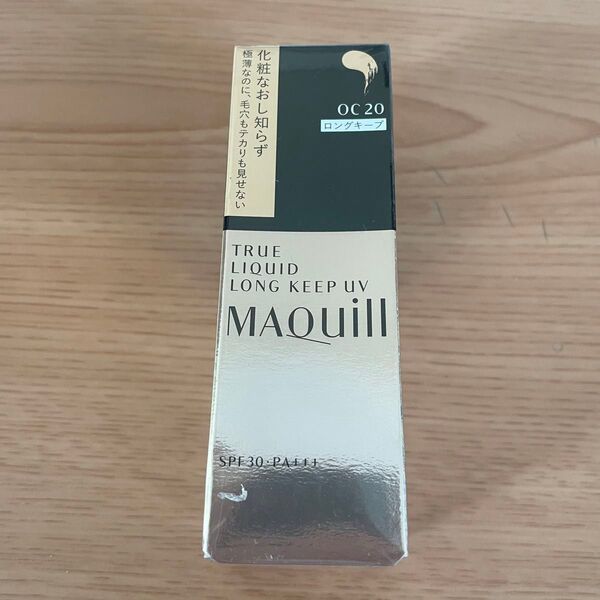 化粧なおし知らず
極薄なのに、毛穴もテカリも見せない
OC 20
ロングキープ
TRUE
LIQUID
LONG KEEP UV
MAQuill
SPF30・PA+++